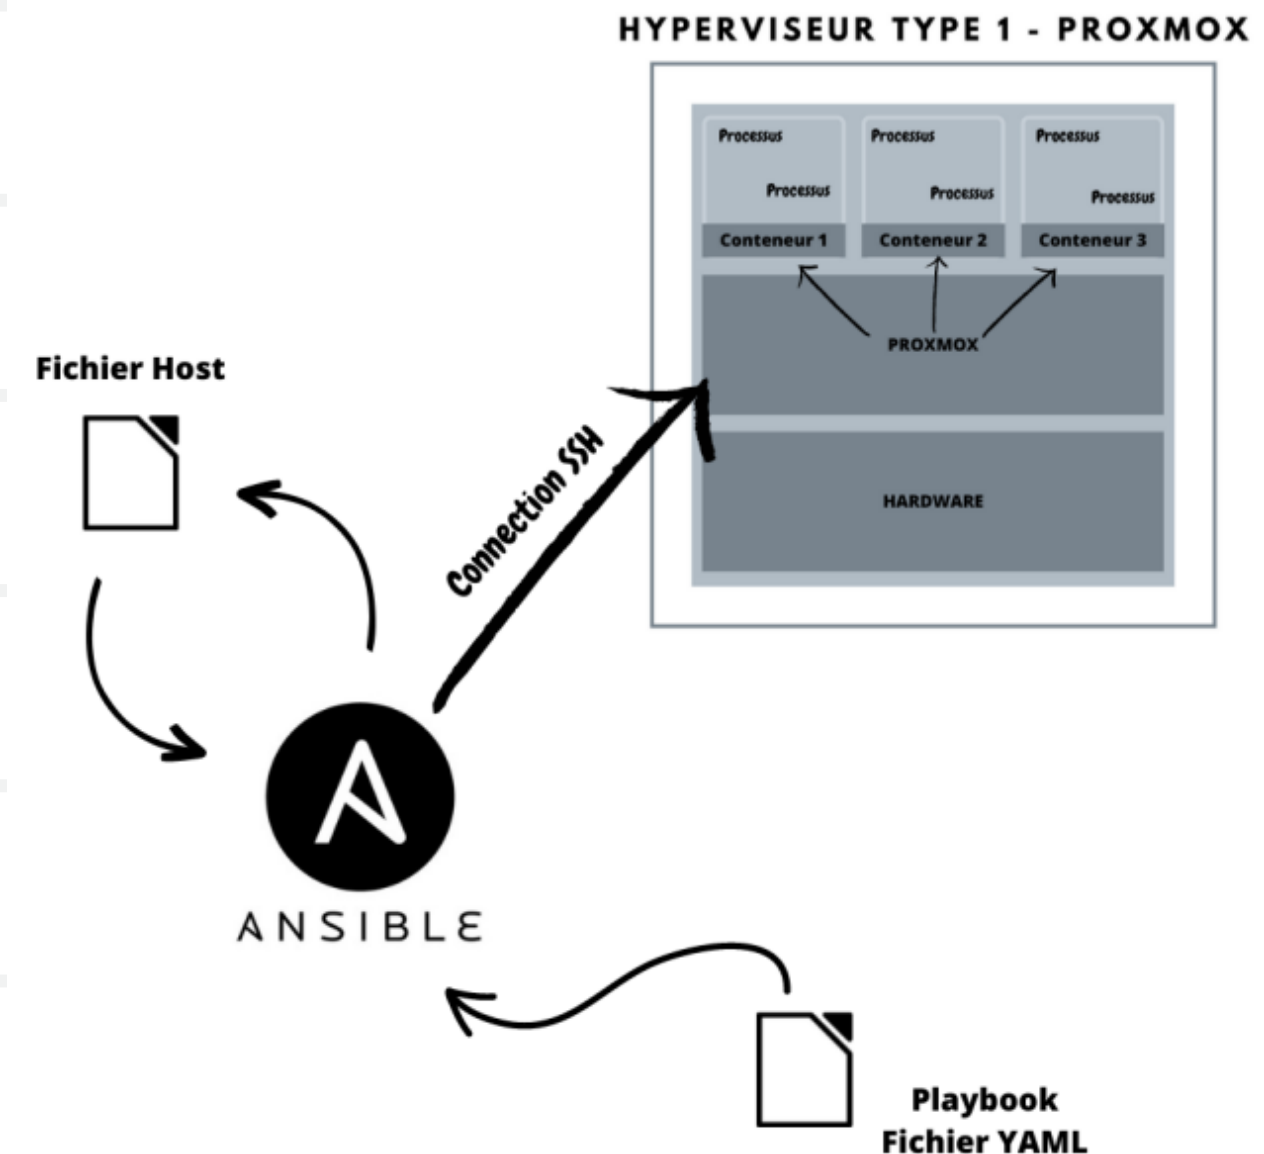 HYPERVISEUR TYPE 1 - PROXMOX
Processus
Processus
Conteneur 1
Processus
Processus
Conteneur 2
Processus
Processus
Conteneur 3
PROXMOX
HARDWARE
Fichier Host
Connection SSH
ANSIBLE
Playbook
Fichier YAML